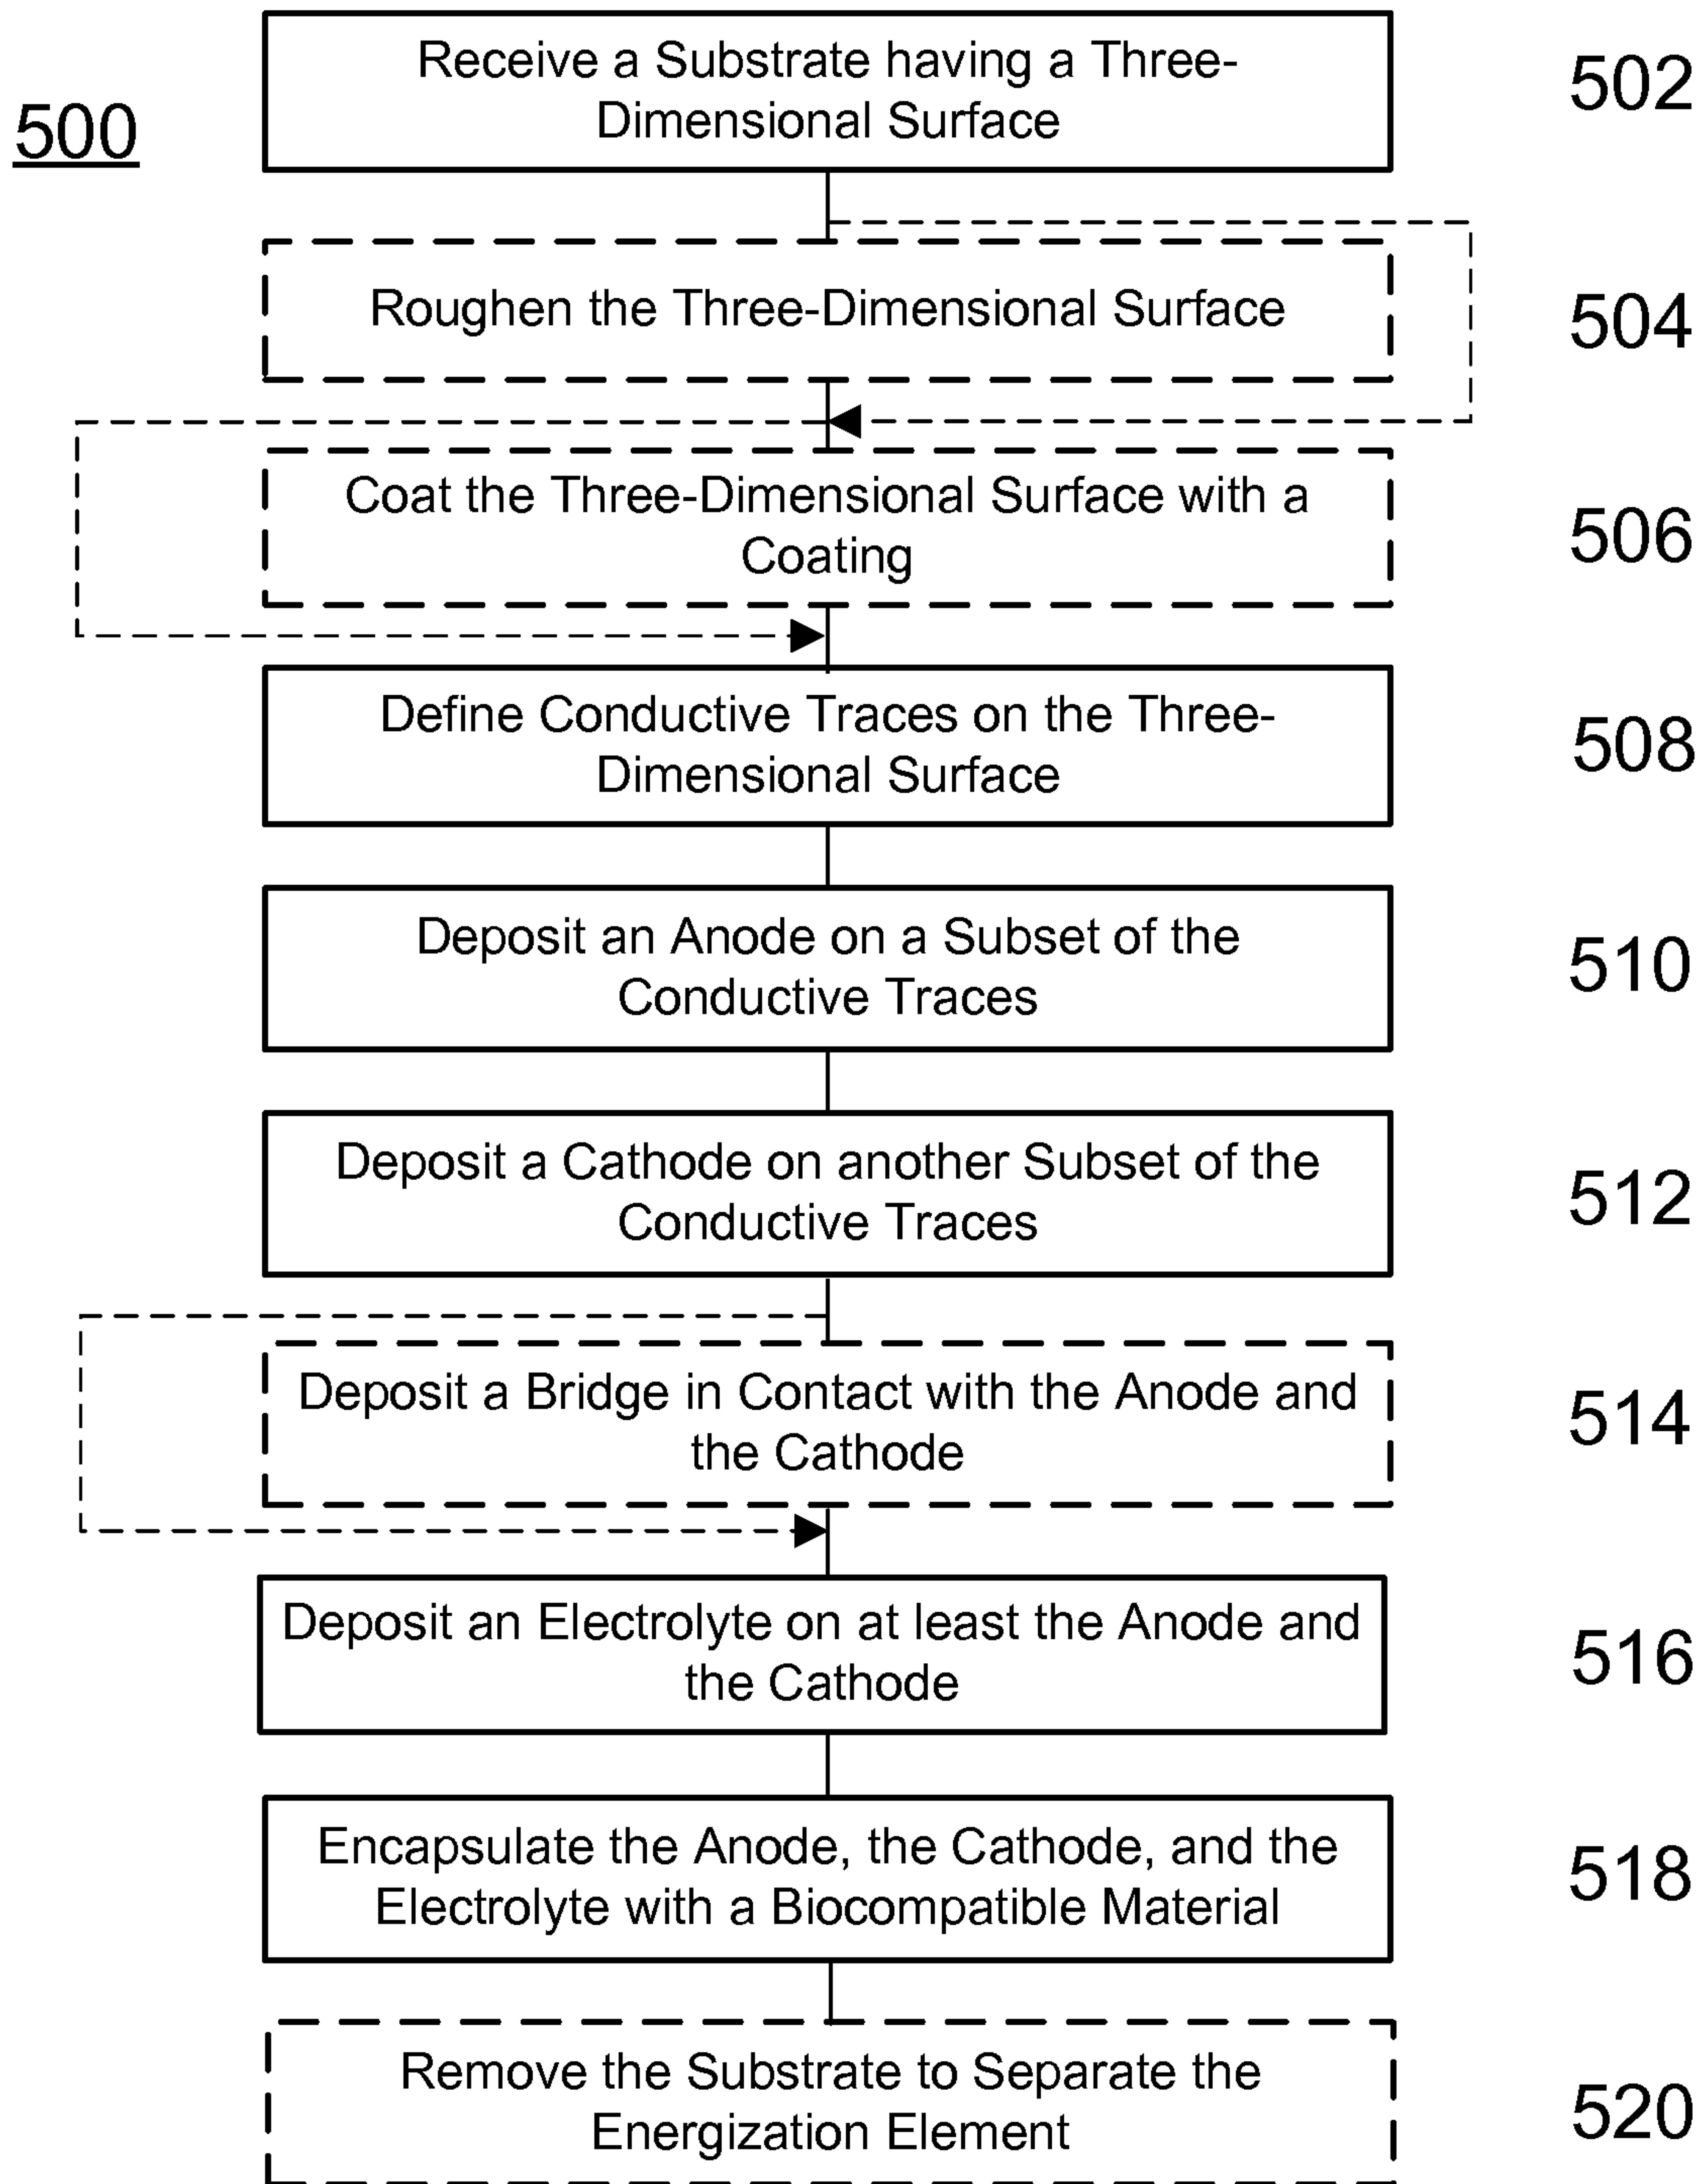 500
Receive a Substrate having a Three-
Dimensional Surface
502
Roughen the Three-Dimensional Surface
504
Coat the Three-Dimensional Surface with a
Coating
506
Define Conductive Traces on the Three-
Dimensional Surface
508
Deposit an Anode on a Subset of the
Conductive Traces
510
Deposit a Cathode on another Subset of the
Conductive Traces
512
Deposit a Bridge in Contact with the Anode and
the Cathode
514
Deposit an Electrolyte on at least the Anode and
the Cathode
516
Encapsulate the Anode, the Cathode, and the
Electrolyte with a Biocompatible Material
518
Remove the Substrate to Separate the
Energization Element
520